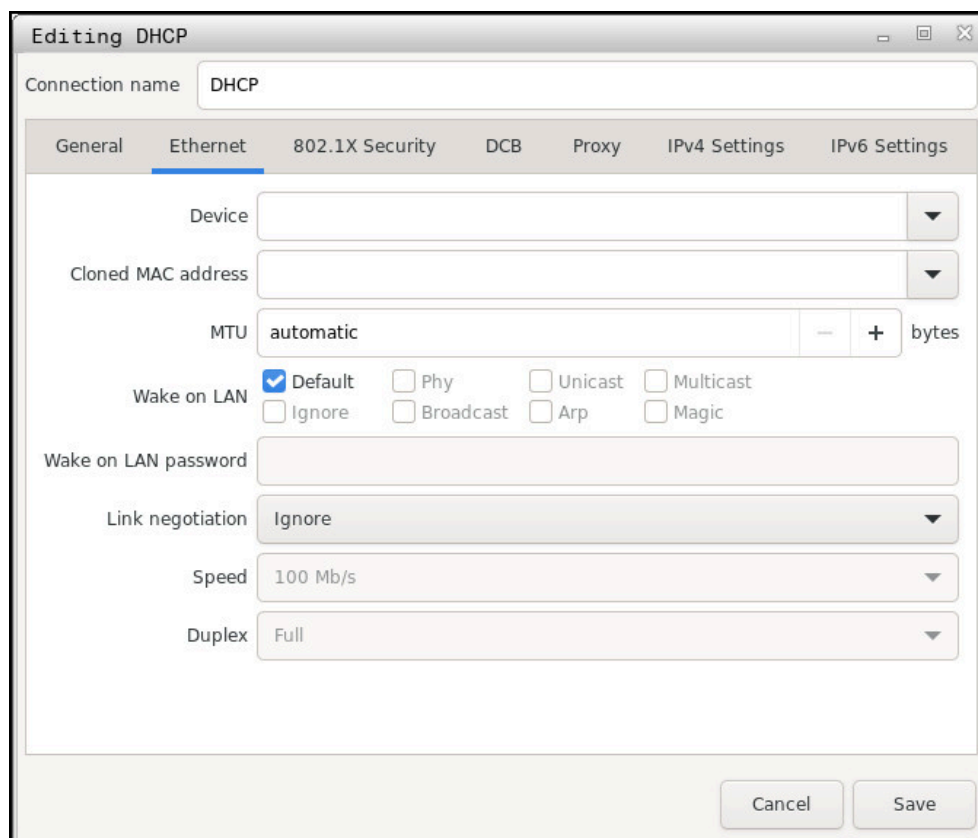 Editing DHCP
Connection name DHCP
General Ethernet 802.1X Security DCB Proxy IPv4 Settings IPv6 Settings
Device
Cloned MAC address
MTU automatic − + bytes
Wake on LAN
Default Phy Unicast Multicast
Ignore Broadcast Arp Magic
Wake on LAN password
Link negotiation Ignore
Speed 100 Mb/s
Duplex Full
Cancel Save